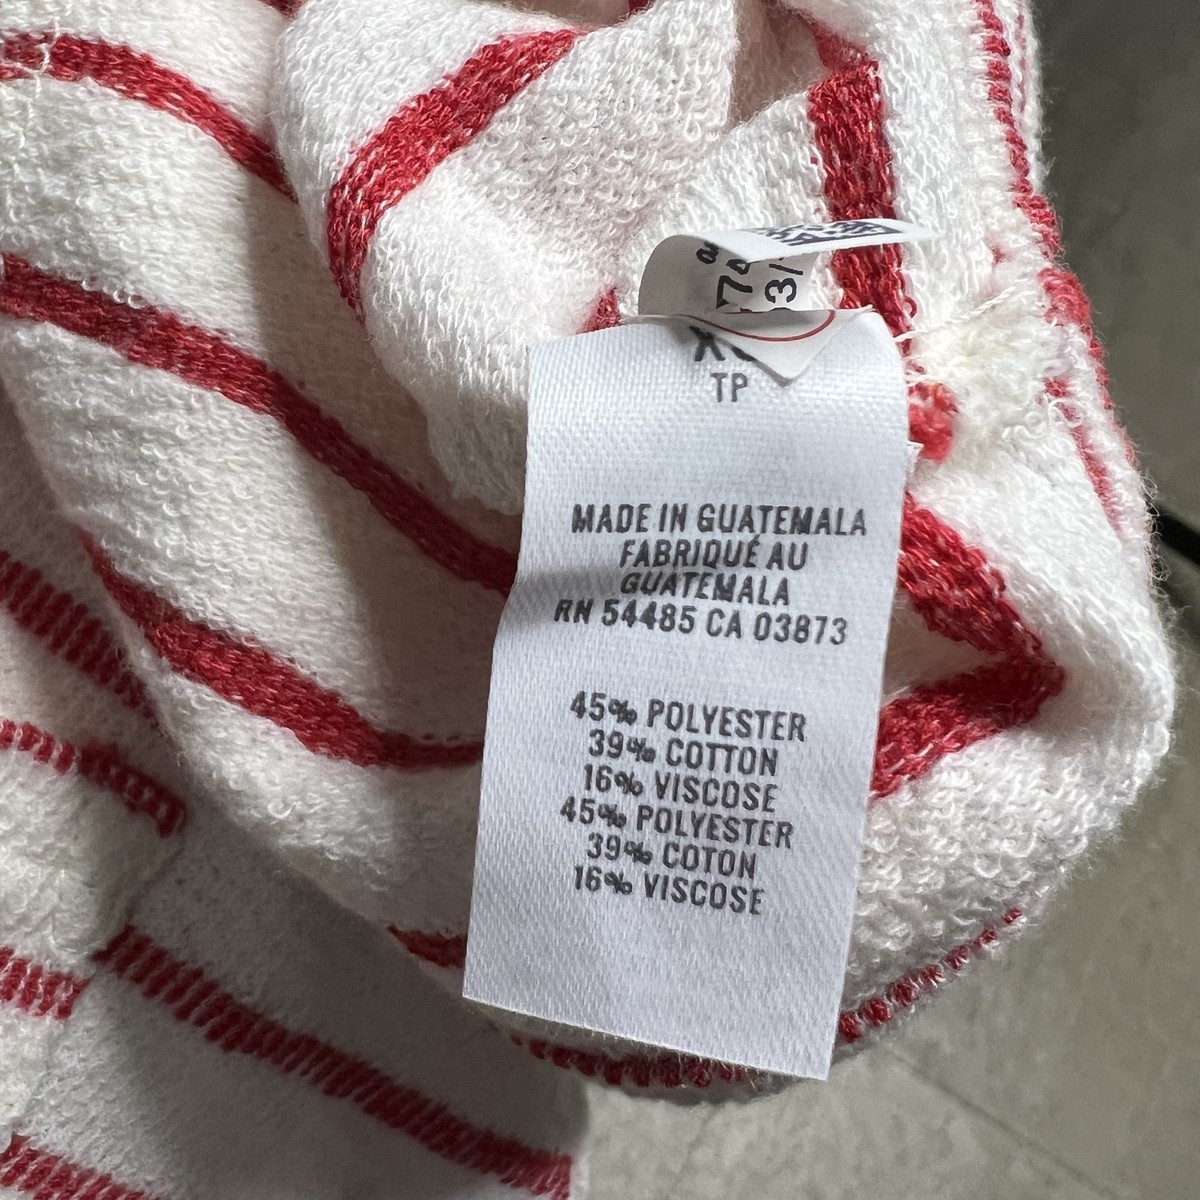 TP
MADE IN GUATEMALA
FABRIQUÉ AU
GUATEMALA
RN 54485 CA 03873
45% POLYESTER
39% COTTON
16% VISCOSE
45% POLYESTER
39% COTON
16% VISCOSE